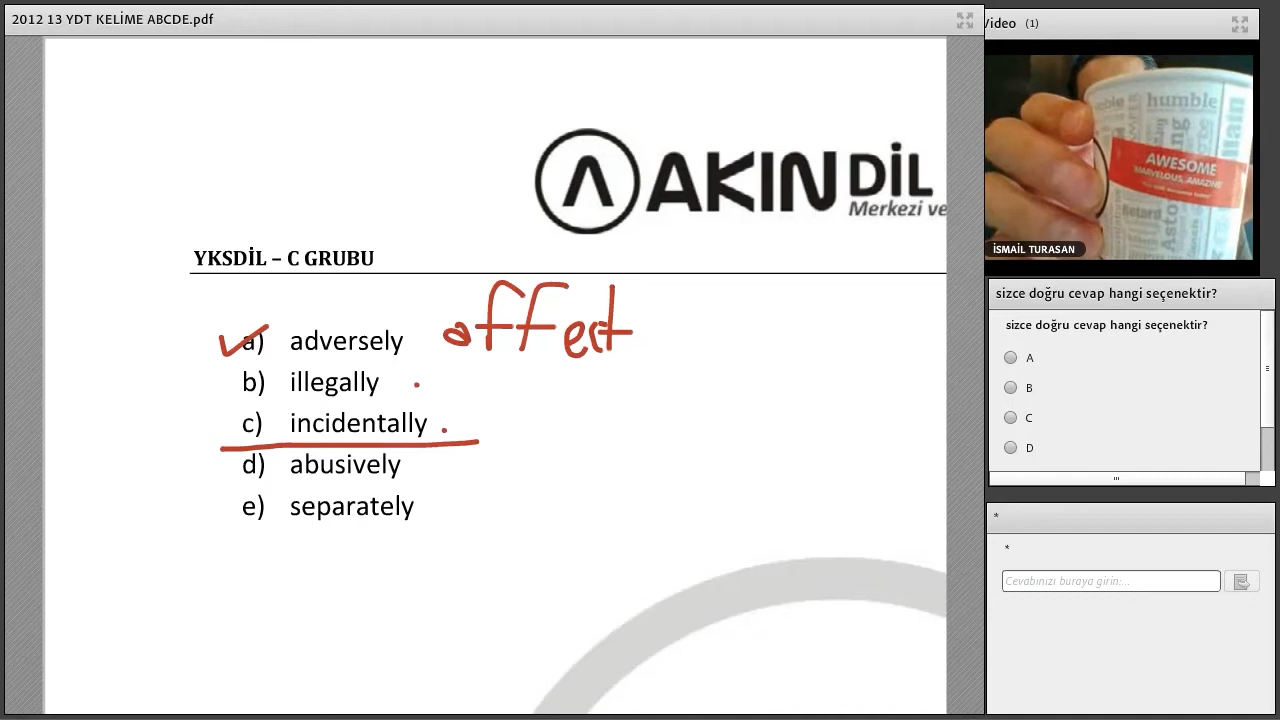 2012 13 YDT KELİME ABCDE.pdf
Video (1)
AKIN DİL
Merkezi ve
YKSDİL – C GRUBU
affect
a) adversely
b) illegally
c) incidentally
d) abusively
e) separately
humble
AWESOME
MARVELOUS, AMAZING
İSMAİL TURASAN
sizce doğru cevap hangi seçenektir?
sizce doğru cevap hangi seçenektir?
A
B
C
D
*
*
Cevabınızı buraya girin:...